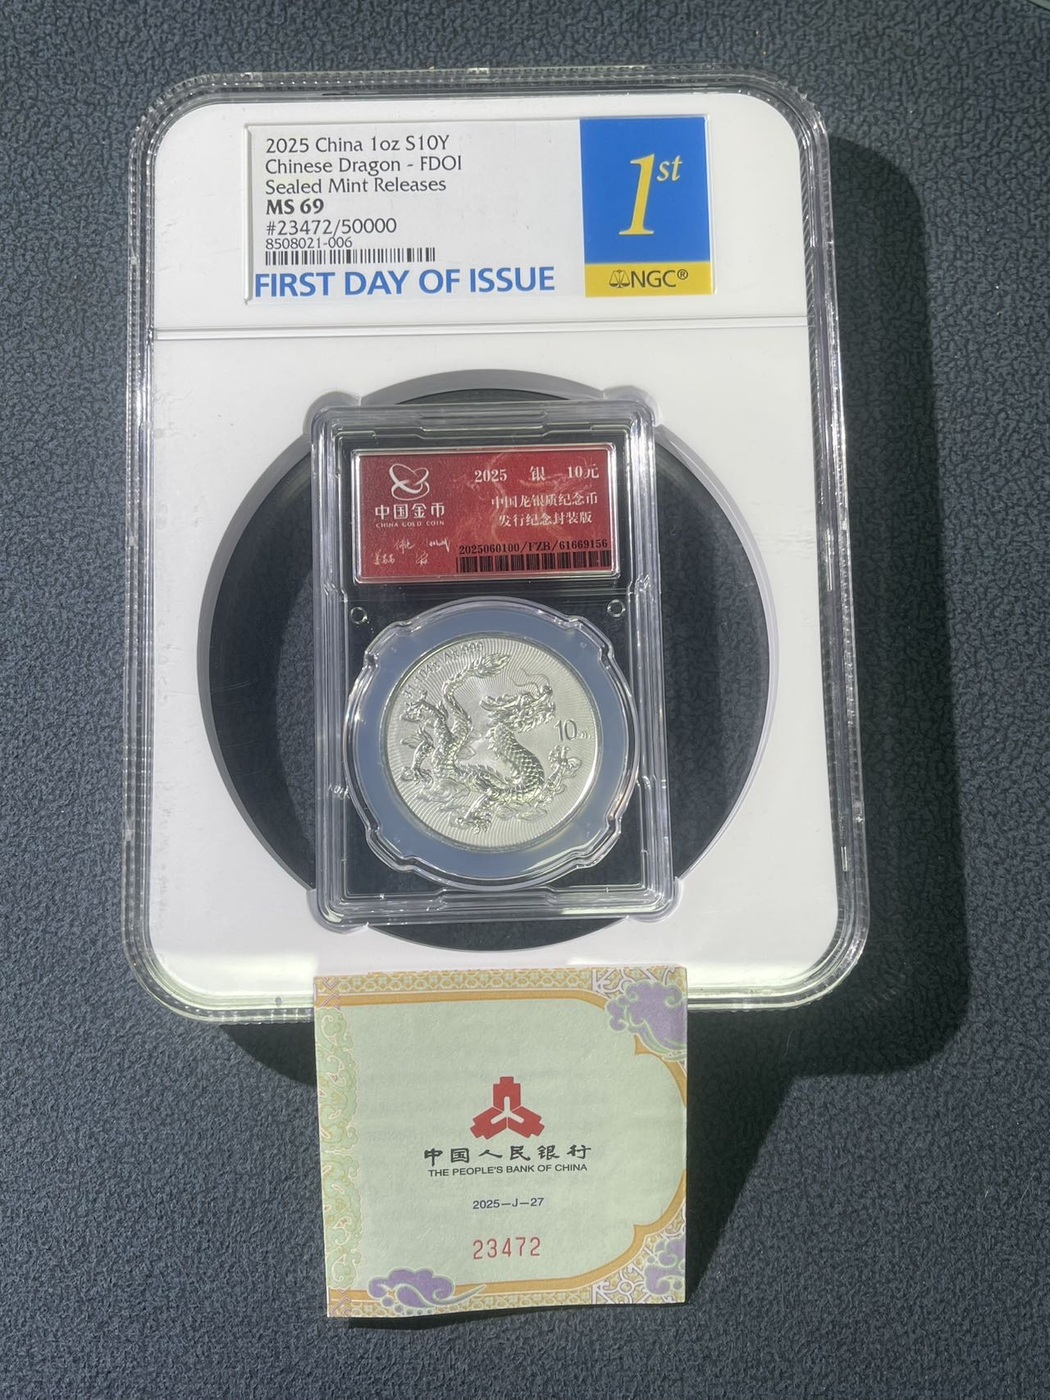 2025 China 1oz S10Y
Chinese Dragon - FDOI
Sealed Mint Releases
MS 69
#23472/50000
8508021-006
FIRST DAY OF ISSUE
1st
NGC®
2025 银 10元
中国金币
CHINA GOLD COIN
中国龙银质纪念币
发行纪念封装版
2025060100/FZB/61669156
10元
中国人民银行
THE PEOPLE'S BANK OF CHINA
2025—J—27
23472